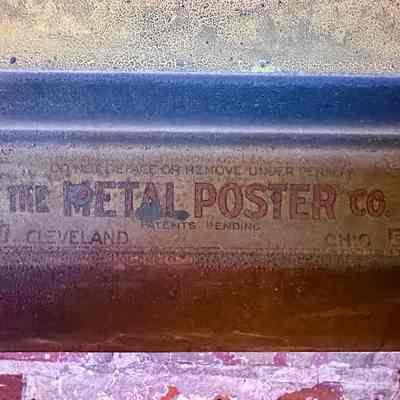 DO NOT DEFACE OR REMOVE UNDER PENALTY
THE METAL POSTER CO.
PATENTS PENDING
CLEVELAND OHIO